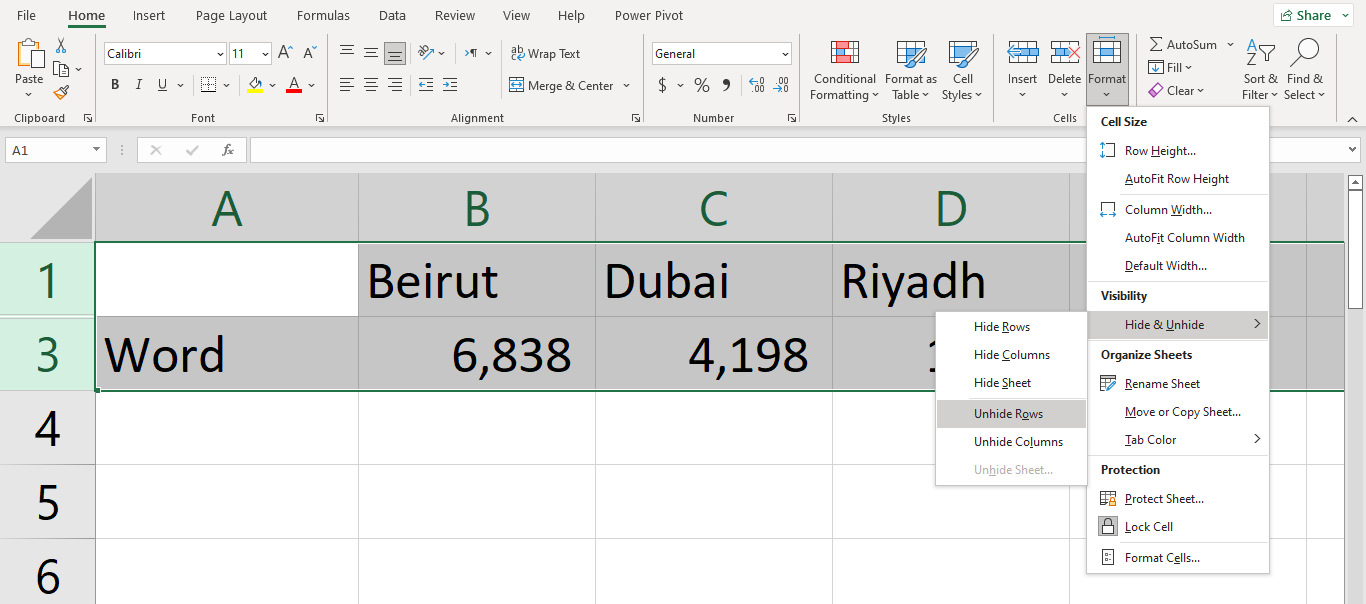 File Home Insert Page Layout Formulas Data Review View Help Power Pivot Share
Calibri 11 Wrap Text General AutoSum
Paste B I U Merge & Center $ % Conditional Formatting Format as Table Cell Styles Insert Delete Format Fill Sort & Filter Find & Select
Clear
Clipboard Font Alignment Number Styles Cells
A1 fx
A B C D
1 Beirut Dubai Riyadh
3 Word 6,838 4,198
4
5
6
Cell Size
Row Height...
AutoFit Row Height
Column Width...
AutoFit Column Width
Default Width...
Visibility
Hide & Unhide
Organize Sheets
Rename Sheet
Move or Copy Sheet...
Tab Color
Protection
Protect Sheet...
Lock Cell
Format Cells...
Hide Rows
Hide Columns
Hide Sheet
Unhide Rows
Unhide Columns
Unhide Sheet...